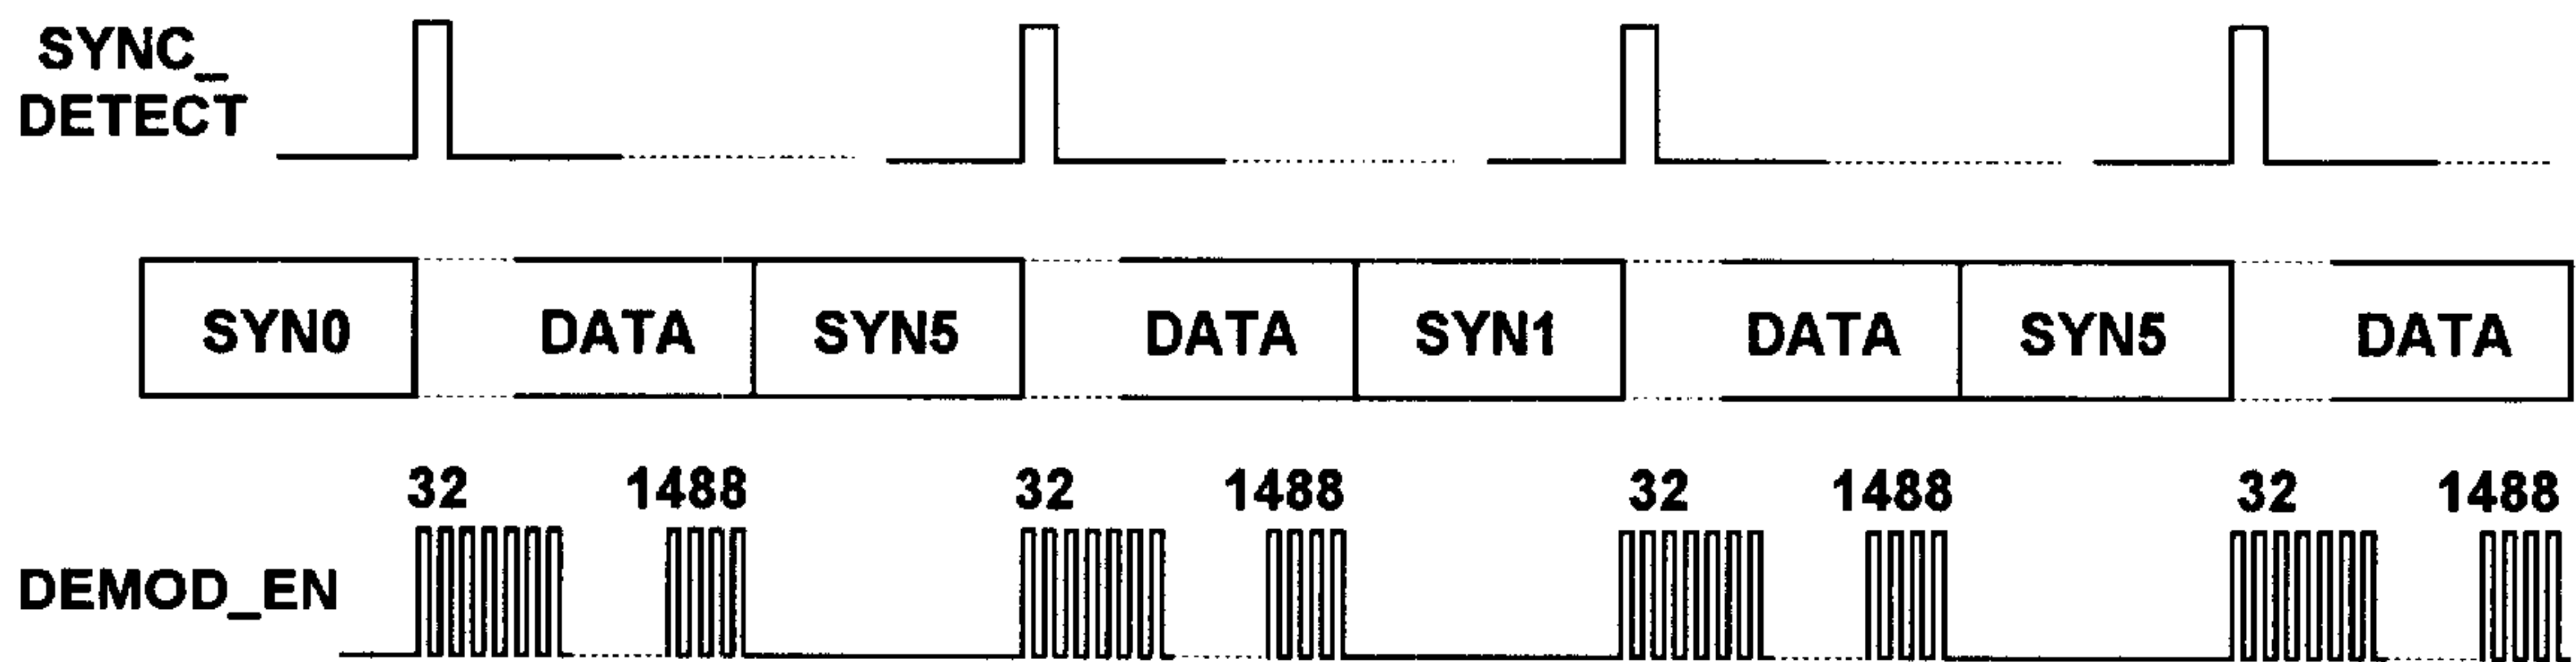 SYNC_
DETECT
SYN0 DATA SYN5 DATA SYN1 DATA SYN5 DATA
32 1488 32 1488 32 1488 32 1488
DEMOD_EN